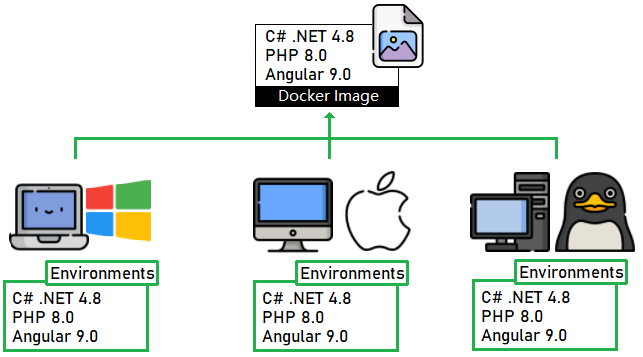 C# .NET 4.8
PHP 8.0
Angular 9.0
Docker Image
Environments
C# .NET 4.8
PHP 8.0
Angular 9.0
Environments
C# .NET 4.8
PHP 8.0
Angular 9.0
Environments
C# .NET 4.8
PHP 8.0
Angular 9.0